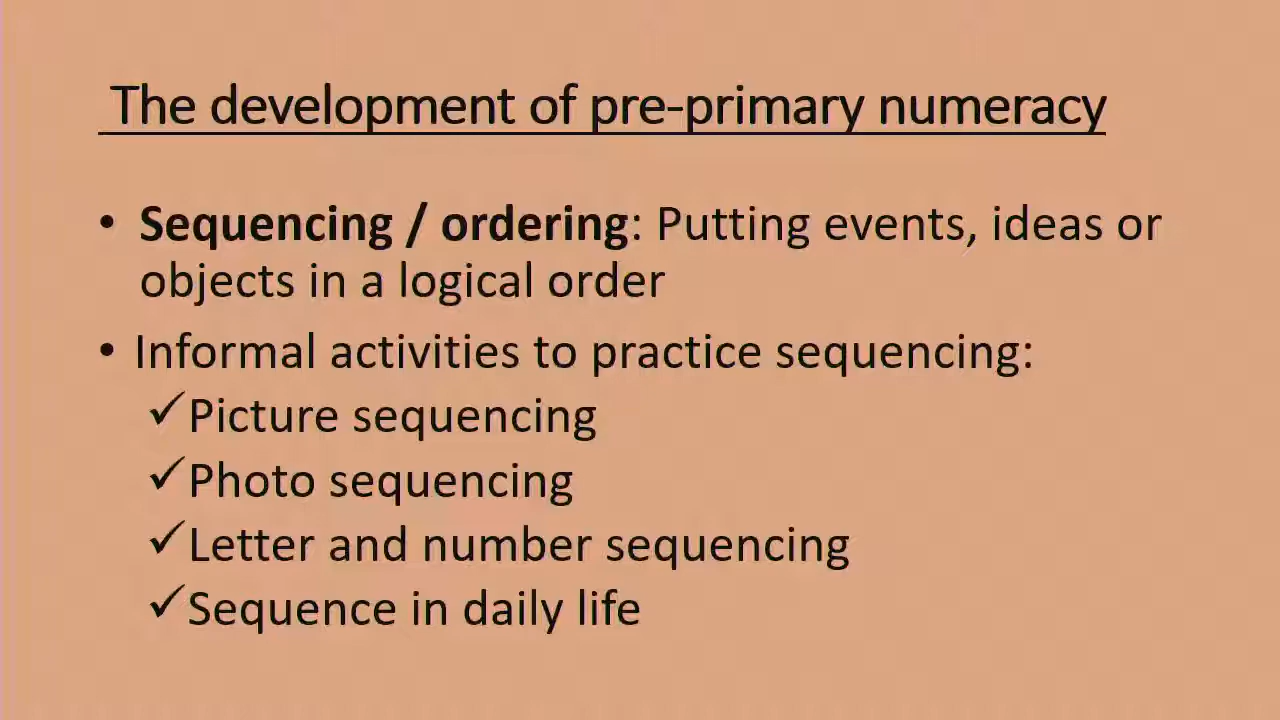 The development of pre-primary numeracy
• Sequencing / ordering: Putting events, ideas or
objects in a logical order
• Informal activities to practice sequencing:
✓Picture sequencing
✓Photo sequencing
✓Letter and number sequencing
✓Sequence in daily life